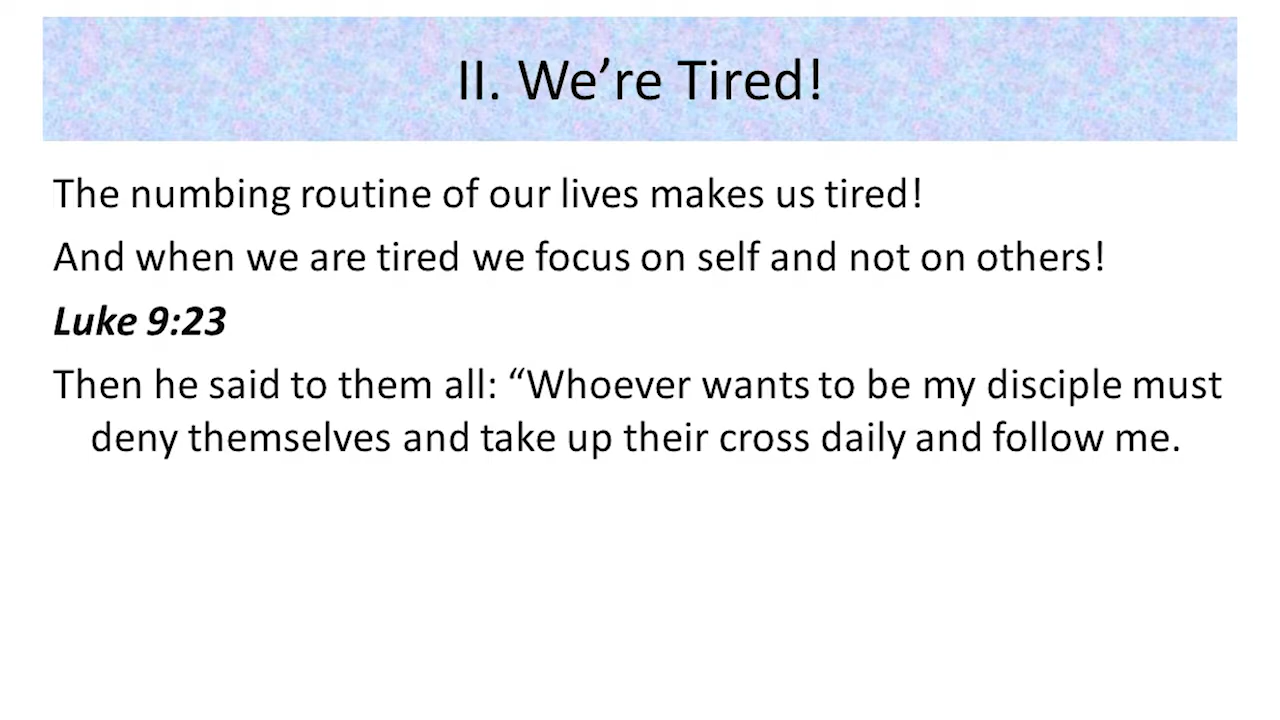 II. We’re Tired!
The numbing routine of our lives makes us tired!
And when we are tired we focus on self and not on others!
Luke 9:23
Then he said to them all: “Whoever wants to be my disciple must
deny themselves and take up their cross daily and follow me.